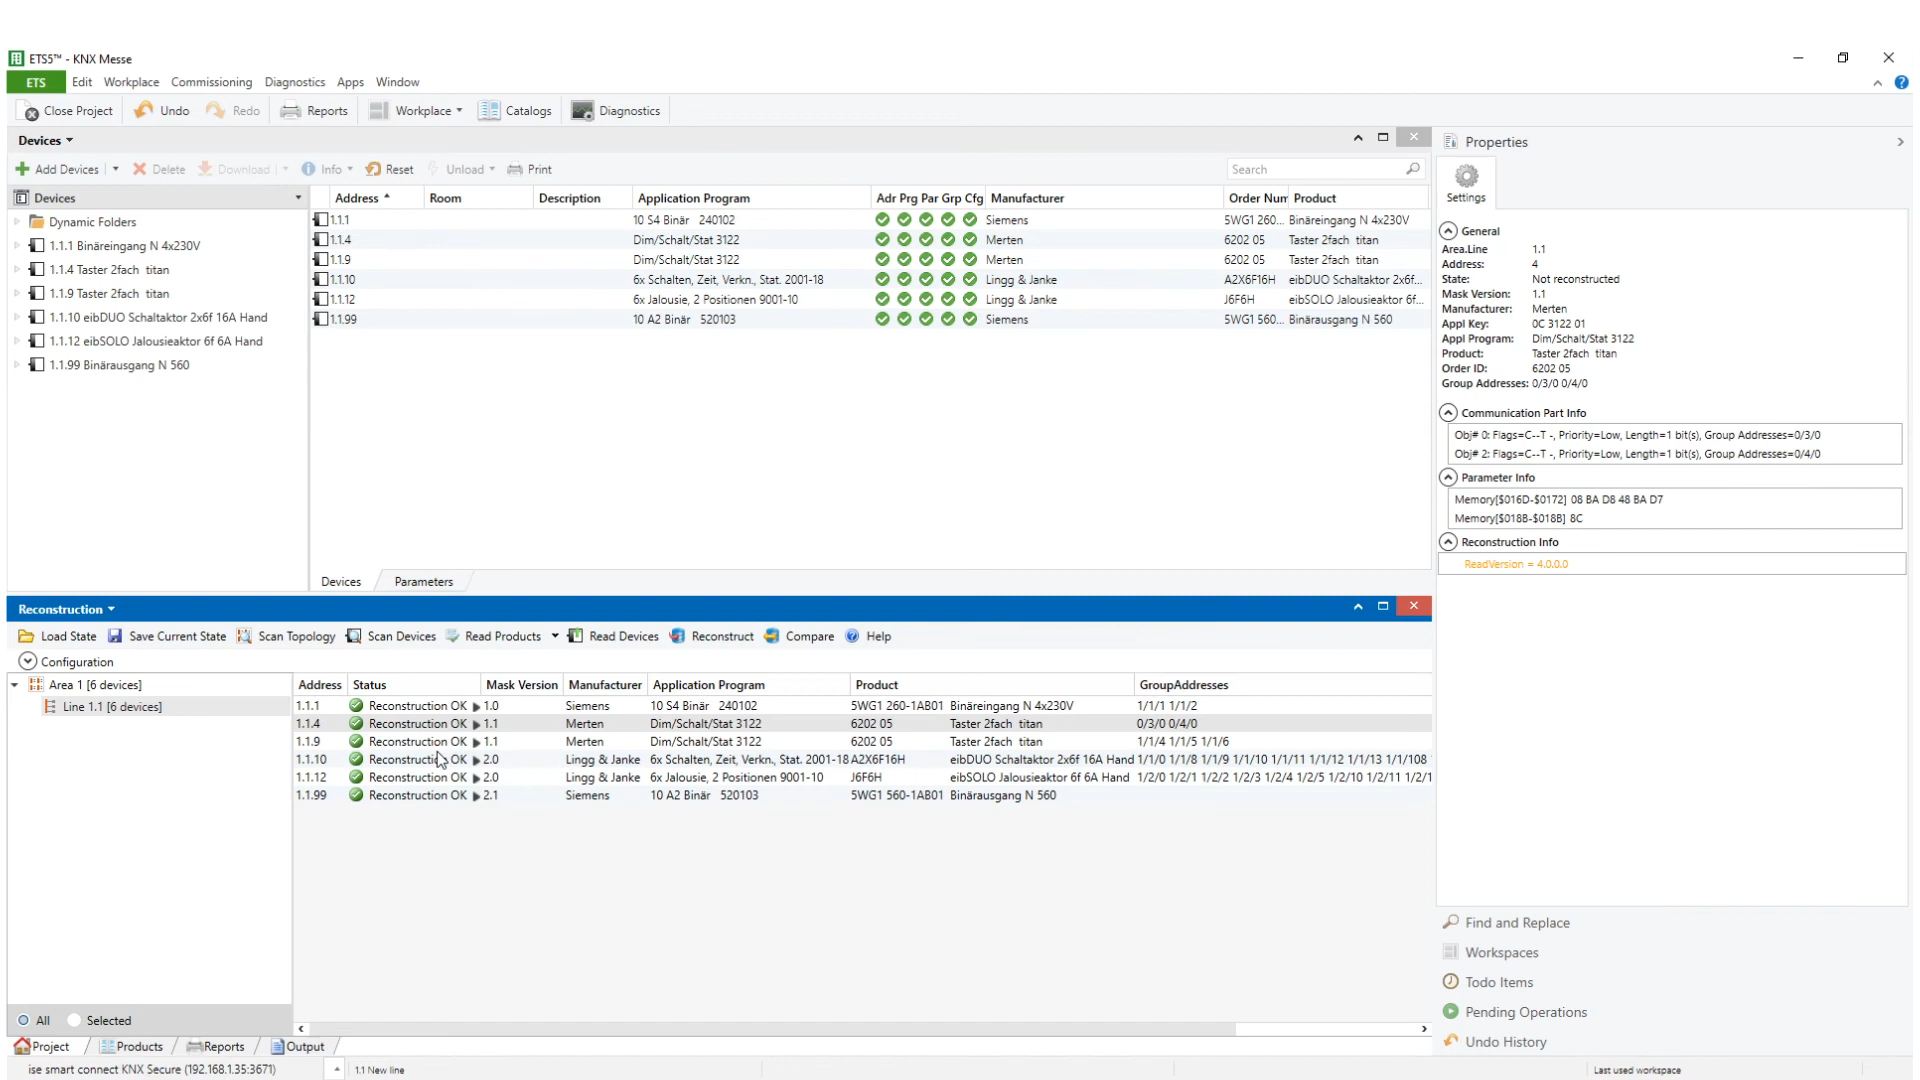 ETS5™ - KNX Messe
ETS Edit Workplace Commissioning Diagnostics Apps Window
Close Project Undo Redo Reports Workplace Catalogs Diagnostics
Devices
Add Devices Delete Download Info Reset Unload Print Search
Devices
Dynamic Folders
1.1.1 Binäreingang N 4x230V
1.1.4 Taster 2fach titan
1.1.9 Taster 2fach titan
1.1.10 eibDUO Schaltaktor 2x6f 16A Hand
1.1.12 eibSOLO Jalousieaktor 6f 6A Hand
1.1.99 Binärausgang N 560
Address Room Description Application Program Adr Prg Par Grp Cfg Manufacturer Order Num Product
1.1.1 10 S4 Binär 240102 Siemens 5WG1 260... Binäreingang N 4x230V
1.1.4 Dim/Schalt/Stat 3122 Merten 6202 05 Taster 2fach titan
1.1.9 Dim/Schalt/Stat 3122 Merten 6202 05 Taster 2fach titan
1.1.10 6x Schalten, Zeit, Verkn., Stat. 2001-18 Lingg & Janke A2X6F16H eibDUO Schaltaktor 2x6f...
1.1.12 6x Jalousie, 2 Positionen 9001-10 Lingg & Janke J6F6H eibSOLO Jalousieaktor 6f...
1.1.99 10 A2 Binär 520103 Siemens 5WG1 560... Binärausgang N 560
Devices Parameters
Reconstruction
Load State Save Current State Scan Topology Scan Devices Read Products Read Devices Reconstruct Compare Help
Configuration
Area 1 [6 devices]
Line 1.1 [6 devices]
Address Status Mask Version Manufacturer Application Program Product GroupAddresses
1.1.1 Reconstruction OK 1.0 Siemens 10 S4 Binär 240102 5WG1 260-1AB01 Binäreingang N 4x230V 1/1/1 1/1/2
1.1.4 Reconstruction OK 1.1 Merten Dim/Schalt/Stat 3122 6202 05 Taster 2fach titan 0/3/0 0/4/0
1.1.9 Reconstruction OK 1.1 Merten Dim/Schalt/Stat 3122 6202 05 Taster 2fach titan 1/1/4 1/1/5 1/1/6
1.1.10 Reconstruction OK 2.0 Lingg & Janke 6x Schalten, Zeit, Verkn., Stat. 2001-18 A2X6F16H eibDUO Schaltaktor 2x6f 16A Hand 1/1/0 1/1/8 1/1/9 1/1/10 1/1/11 1/1/12 1/1/13 1/1/108
1.1.12 Reconstruction OK 2.0 Lingg & Janke 6x Jalousie, 2 Positionen 9001-10 J6F6H eibSOLO Jalousieaktor 6f 6A Hand 1/2/0 1/2/1 1/2/2 1/2/3 1/2/4 1/2/5 1/2/10 1/2/11 1/2/1
1.1.99 Reconstruction OK 2.1 Siemens 10 A2 Binär 520103 5WG1 560-1AB01 Binärausgang N 560
All Selected
Project Products Reports Output
ise smart connect KNX Secure (192.168.1.35:3671) 1.1 New line Last used workspace
Properties
Settings
General
Area.Line 1.1
Address: 4
State: Not reconstructed
Mask Version: 1.1
Manufacturer: Merten
Appl Key: 0C 3122 01
Appl Program: Dim/Schalt/Stat 3122
Product: Taster 2fach titan
Order ID: 6202 05
Group Addresses: 0/3/0 0/4/0
Communication Part Info
Obj# 0: Flags=C--T -, Priority=Low, Length=1 bit(s), Group Addresses=0/3/0
Obj# 2: Flags=C--T -, Priority=Low, Length=1 bit(s), Group Addresses=0/4/0
Parameter Info
Memory[$016D-$0172] 08 BA D8 48 BA D7
Memory[$018B-$018B] 8C
Reconstruction Info
ReadVersion = 4.0.0.0
Find and Replace
Workspaces
Todo Items
Pending Operations
Undo History